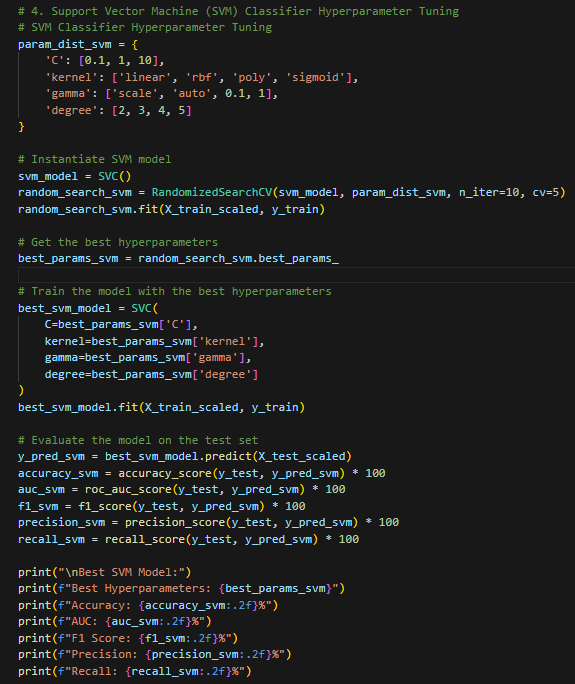 # 4. Support Vector Machine (SVM) Classifier Hyperparameter Tuning
# SVM Classifier Hyperparameter Tuning
param_dist_svm = {
    'C': [0.1, 1, 10],
    'kernel': ['linear', 'rbf', 'poly', 'sigmoid'],
    'gamma': ['scale', 'auto', 0.1, 1],
    'degree': [2, 3, 4, 5]
}

# Instantiate SVM model
svm_model = SVC()
random_search_svm = RandomizedSearchCV(svm_model, param_dist_svm, n_iter=10, cv=5)
random_search_svm.fit(X_train_scaled, y_train)

# Get the best hyperparameters
best_params_svm = random_search_svm.best_params_

# Train the model with the best hyperparameters
best_svm_model = SVC(
    C=best_params_svm['C'],
    kernel=best_params_svm['kernel'],
    gamma=best_params_svm['gamma'],
    degree=best_params_svm['degree']
)
best_svm_model.fit(X_train_scaled, y_train)

# Evaluate the model on the test set
y_pred_svm = best_svm_model.predict(X_test_scaled)
accuracy_svm = accuracy_score(y_test, y_pred_svm) * 100
auc_svm = roc_auc_score(y_test, y_pred_svm) * 100
f1_svm = f1_score(y_test, y_pred_svm) * 100
precision_svm = precision_score(y_test, y_pred_svm) * 100
recall_svm = recall_score(y_test, y_pred_svm) * 100

print("\nBest SVM Model:")
print(f"Best Hyperparameters: {best_params_svm}")
print(f"Accuracy: {accuracy_svm:.2f}%")
print(f"AUC: {auc_svm:.2f}%")
print(f"F1 Score: {f1_svm:.2f}%")
print(f"Precision: {precision_svm:.2f}%")
print(f"Recall: {recall_svm:.2f}%")